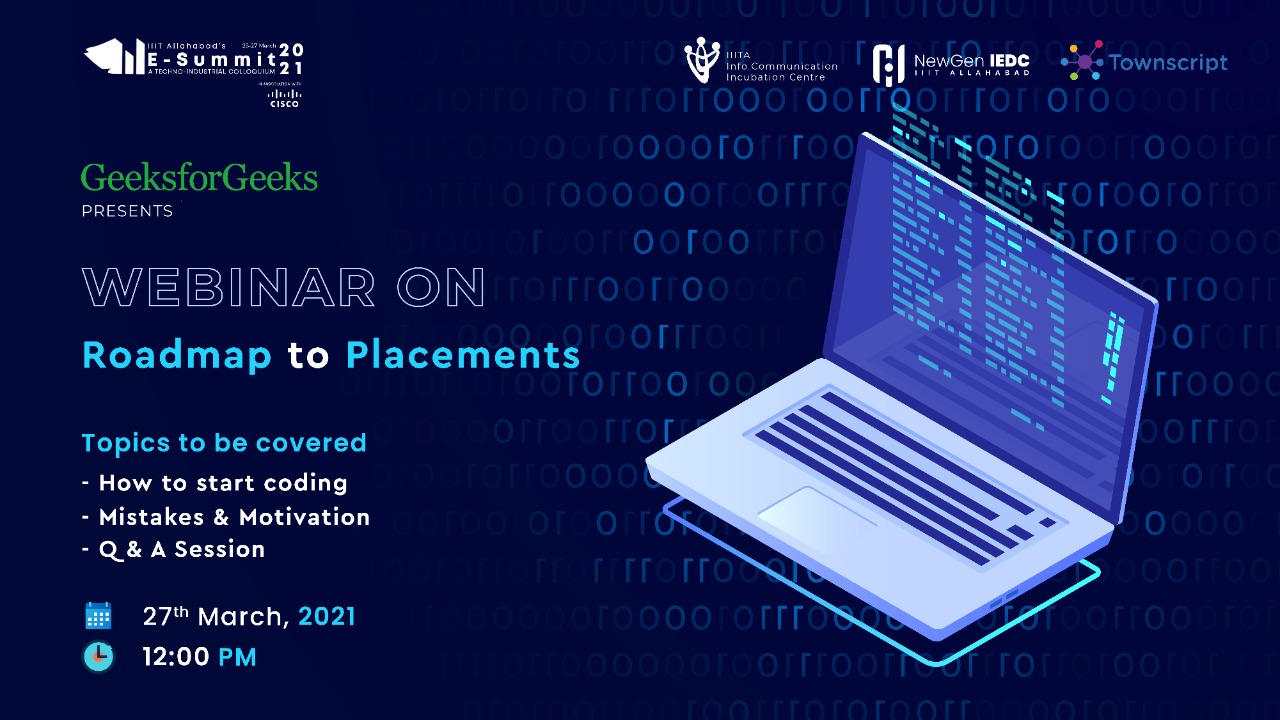 IIIT Allahabad's 25-27 March
E-Summit 2021
A TECHNO-INDUSTRIAL COLLOQUIUM
IN ASSOCIATION WITH
CISCO
IIITA
Info Communication
Incubation Centre
NewGen IEDC
IIIT ALLAHABAD
Townscript
GeeksforGeeks
PRESENTS
WEBINAR ON
Roadmap to Placements
Topics to be covered
- How to start coding
- Mistakes & Motivation
- Q & A Session
27th March, 2021
12:00 PM